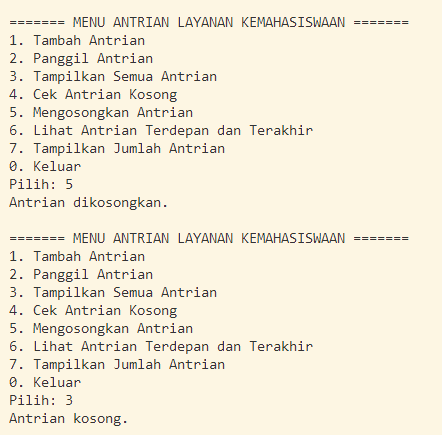 ======= MENU ANTRIAN LAYANAN KEMAHASISWAAN =======
1. Tambah Antrian
2. Panggil Antrian
3. Tampilkan Semua Antrian
4. Cek Antrian Kosong
5. Mengosongkan Antrian
6. Lihat Antrian Terdepan dan Terakhir
7. Tampilkan Jumlah Antrian
0. Keluar
Pilih: 5
Antrian dikosongkan.
======= MENU ANTRIAN LAYANAN KEMAHASISWAAN =======
1. Tambah Antrian
2. Panggil Antrian
3. Tampilkan Semua Antrian
4. Cek Antrian Kosong
5. Mengosongkan Antrian
6. Lihat Antrian Terdepan dan Terakhir
7. Tampilkan Jumlah Antrian
0. Keluar
Pilih: 3
Antrian kosong.